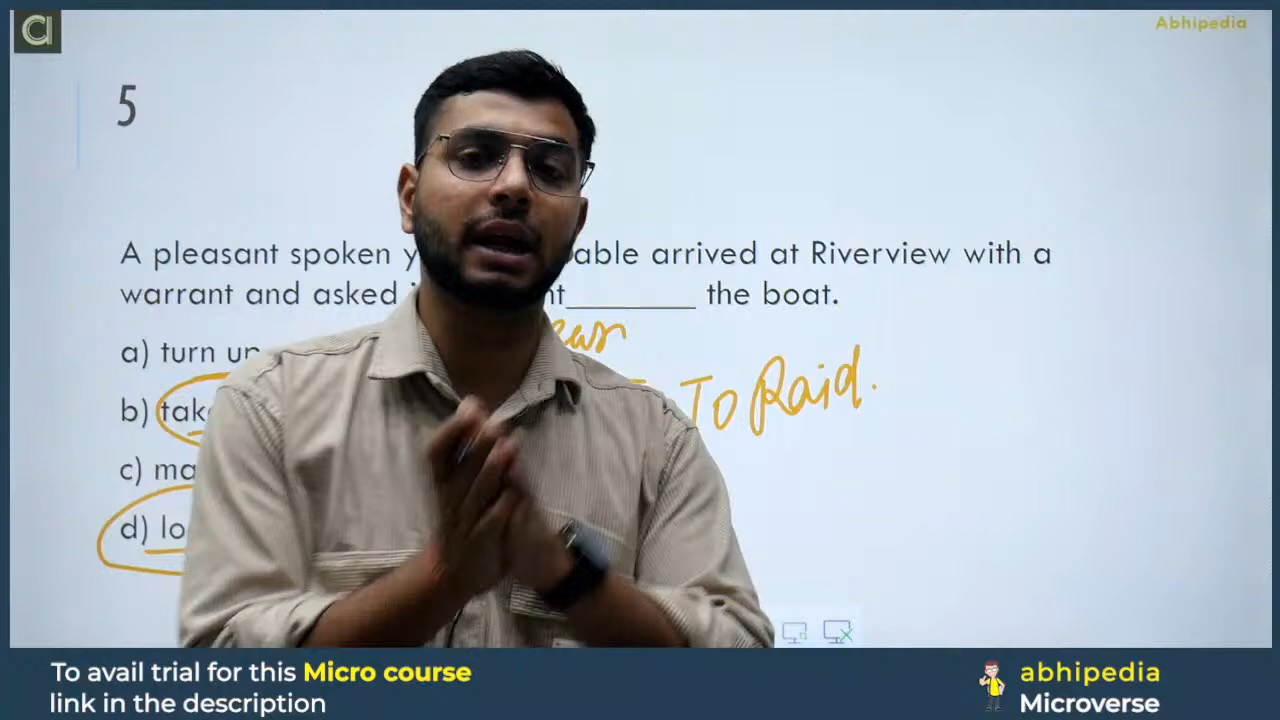 Abhipedia
5
A pleasant spoken able arrived at Riverview with a
warrant and asked the boat.
a) turn up
b) tak
To Raid.
c) ma
d) lo
To avail trial for this Micro course
link in the description
abhipedia
Microverse